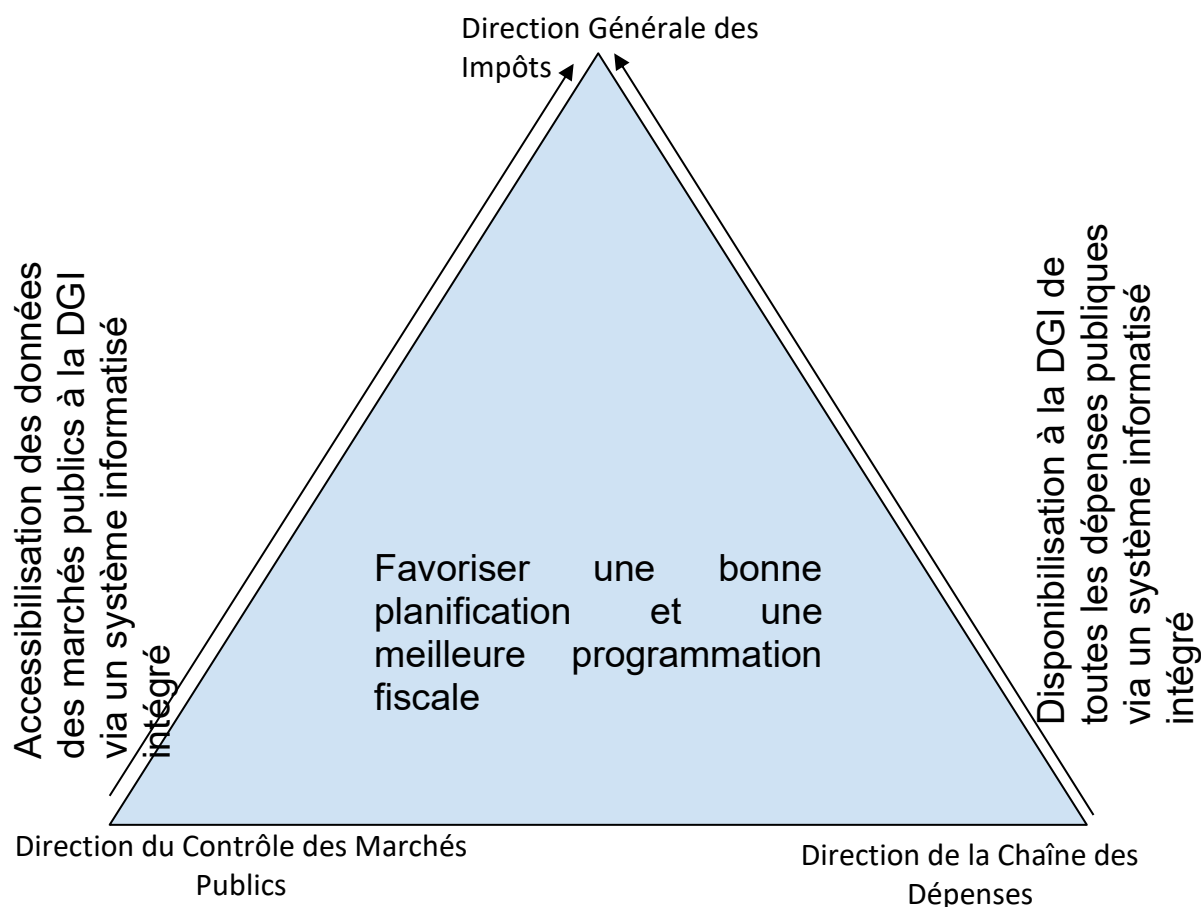 Direction Générale des
Impôts
Accessibilisation des données
des marchés publics à la DGI
via un système informatisé
intégré
Disponibilisation à la DGI de
toutes les dépenses publiques
via un système informatisé
intégré
Favoriser une bonne
planification et une
meilleure programmation
fiscale
Direction du Contrôle des Marchés
Publics
Direction de la Chaîne des
Dépenses